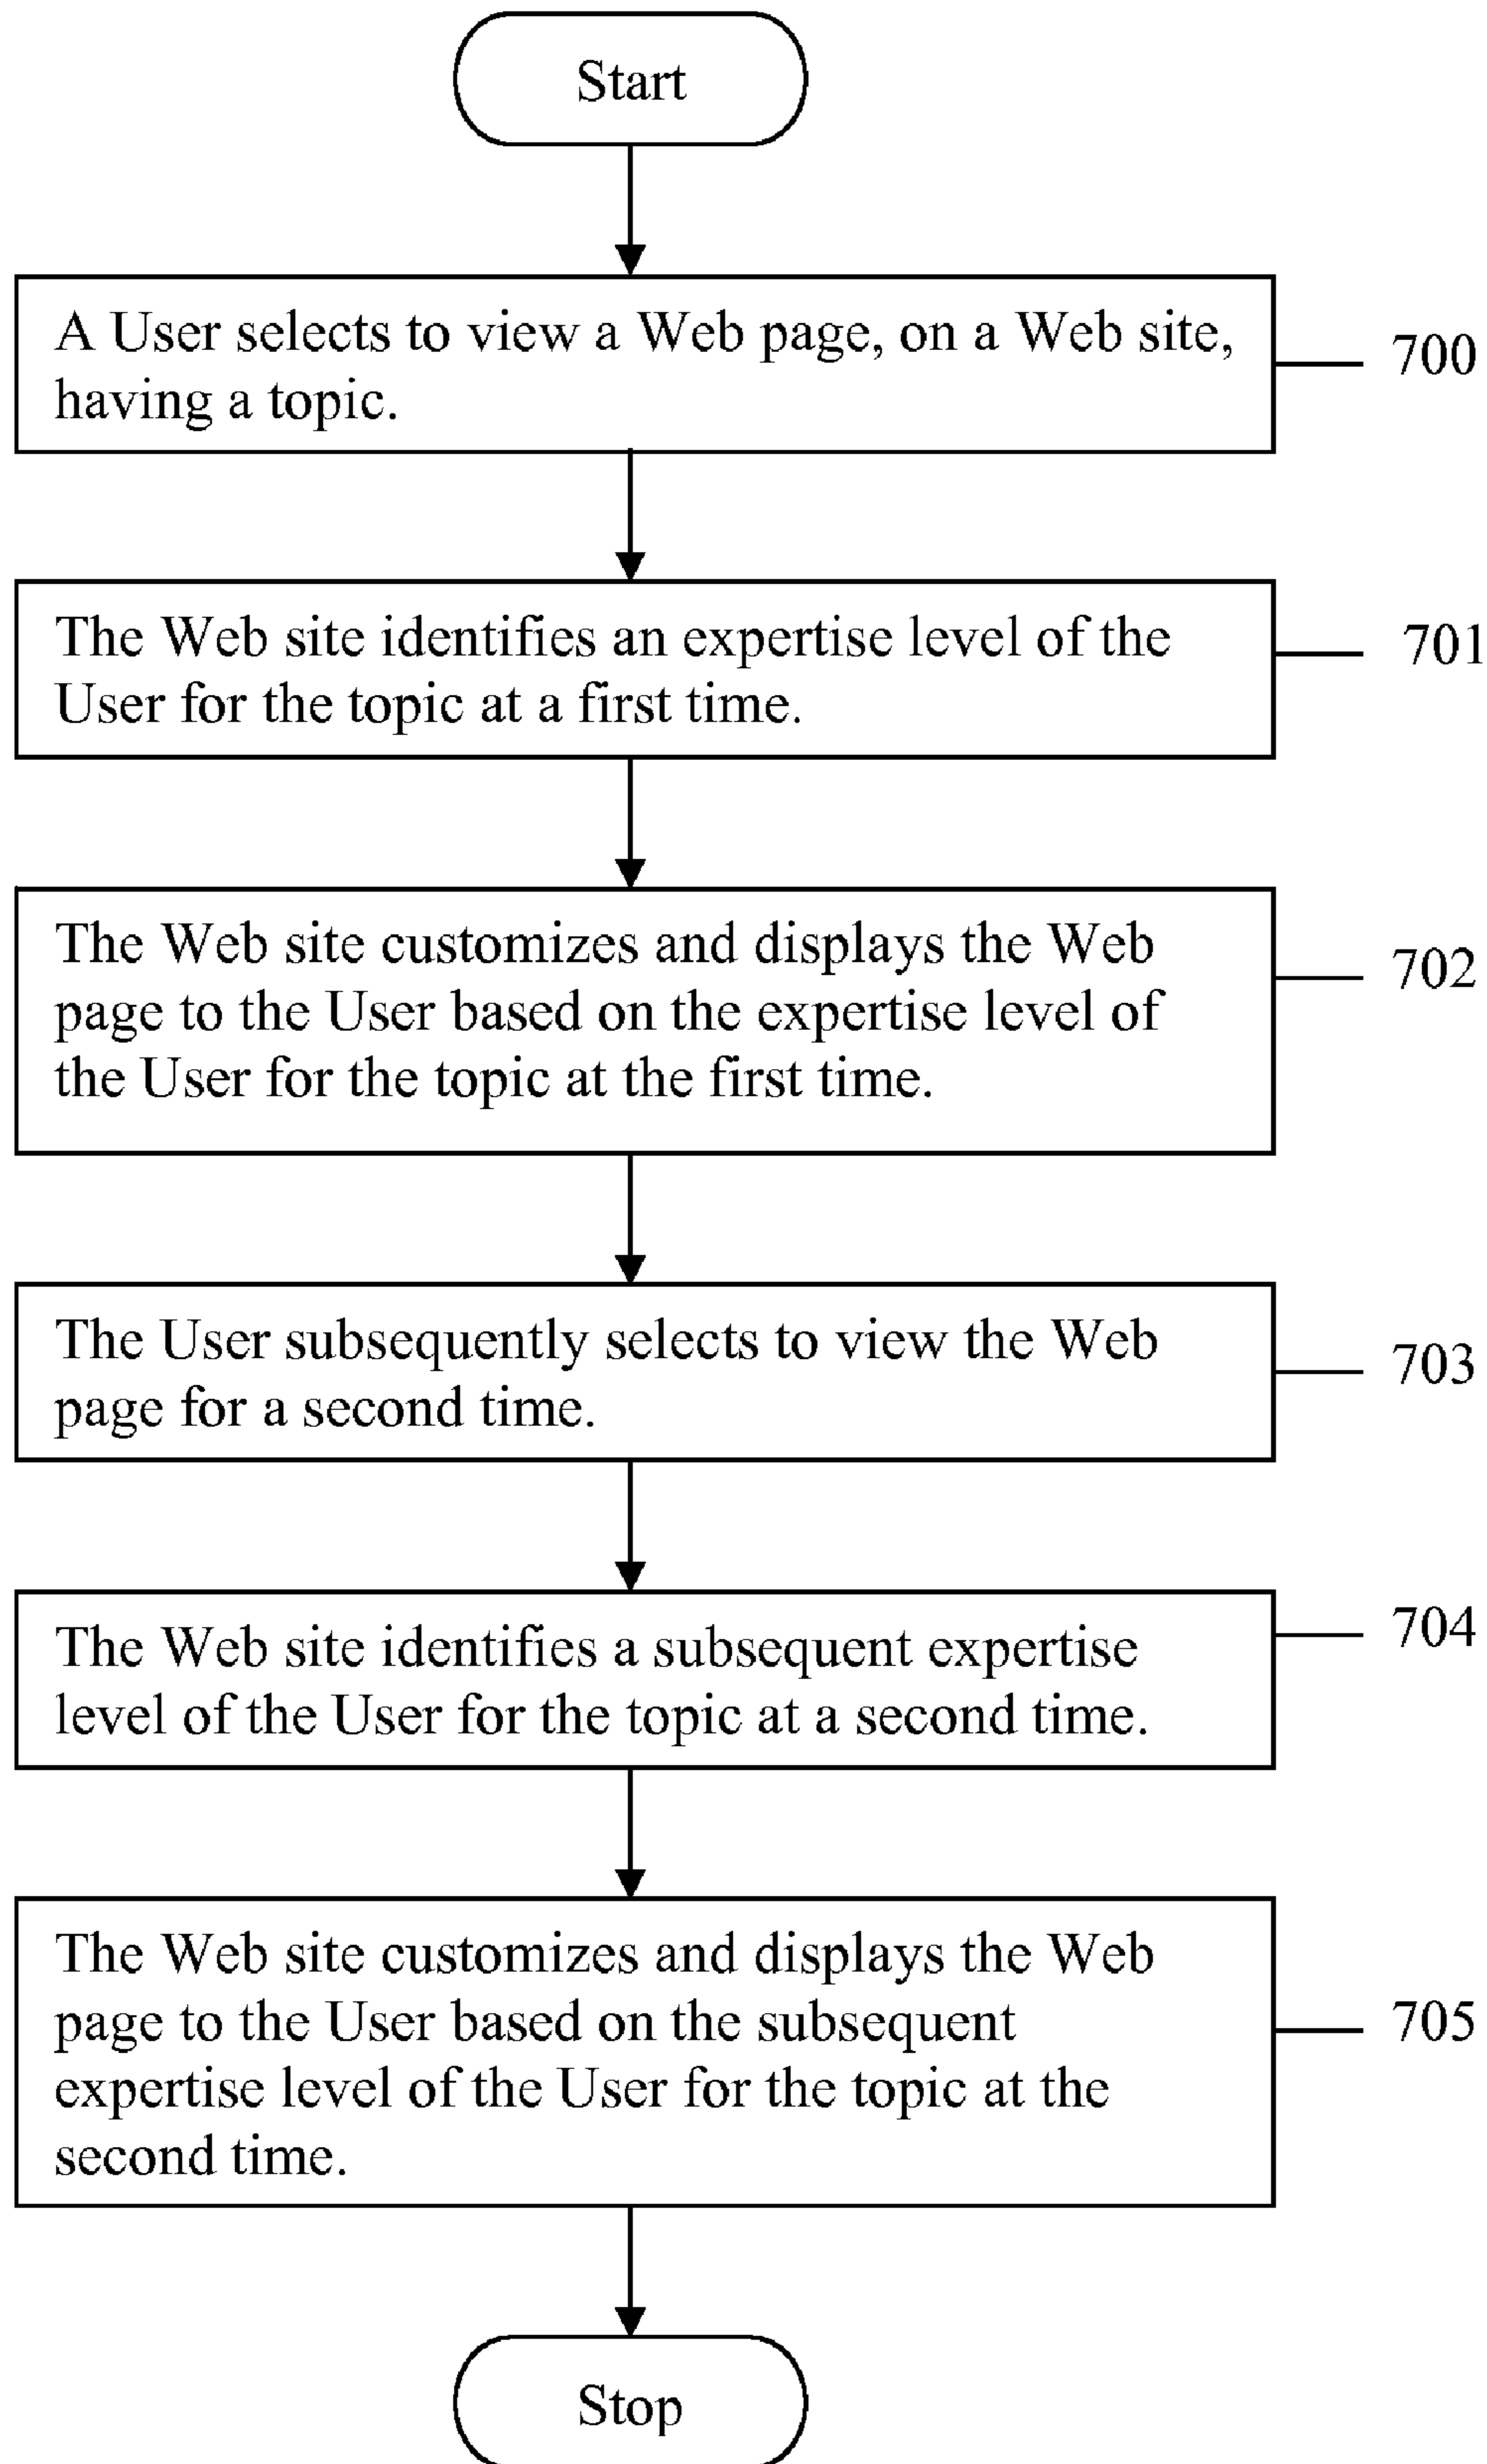 Start
A User selects to view a Web page, on a Web site,
having a topic.
700
The Web site identifies an expertise level of the
User for the topic at a first time.
701
The Web site customizes and displays the Web
page to the User based on the expertise level of
the User for the topic at the first time.
702
The User subsequently selects to view the Web
page for a second time.
703
The Web site identifies a subsequent expertise
level of the User for the topic at a second time.
704
The Web site customizes and displays the Web
page to the User based on the subsequent
expertise level of the User for the topic at the
second time.
705
Stop